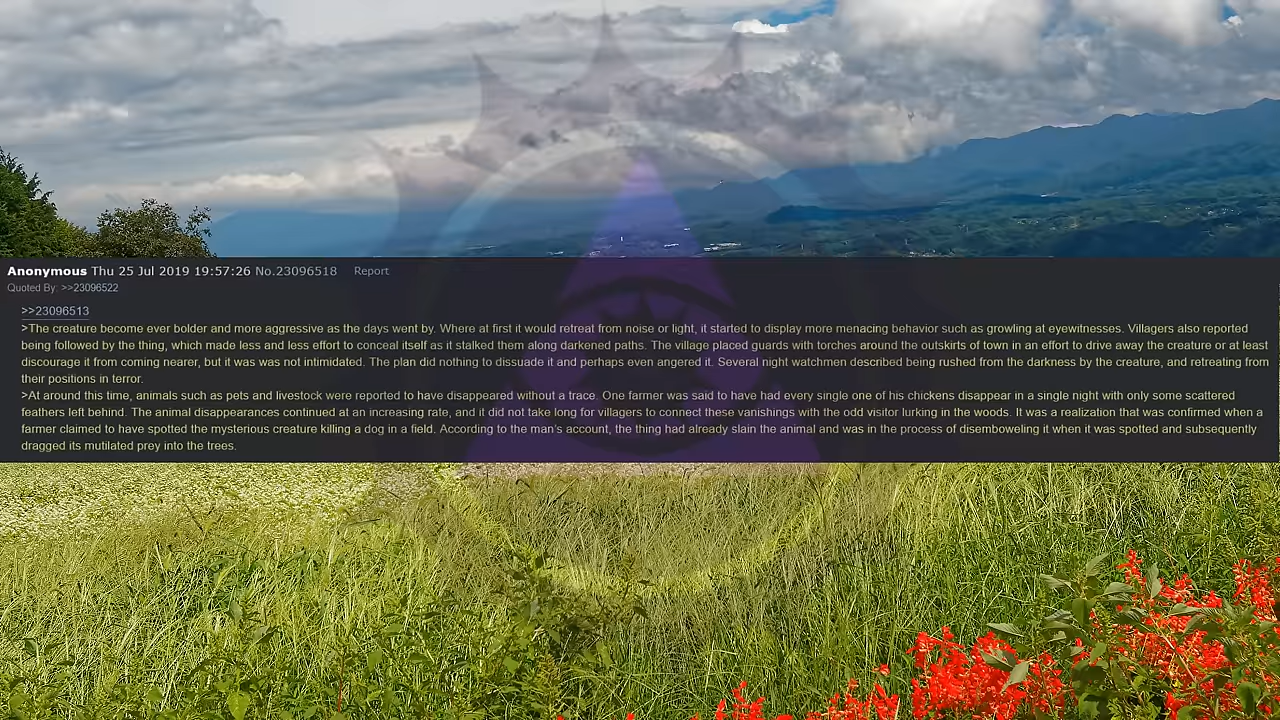 Anonymous Thu 25 Jul 2019 19:57:26 No.23096518 Report
Quoted By: >>23096522
>>23096513
>The creature become ever bolder and more aggressive as the days went by. Where at first it would retreat from noise or light, it started to display more menacing behavior such as growling at eyewitnesses. Villagers also reported
being followed by the thing, which made less and less effort to conceal itself as it stalked them along darkened paths. The village placed guards with torches around the outskirts of town in an effort to drive away the creature or at least
discourage it from coming nearer, but it was was not intimidated. The plan did nothing to dissuade it and perhaps even angered it. Several night watchmen described being rushed from the darkness by the creature, and retreating from
their positions in terror.
>At around this time, animals such as pets and livestock were reported to have disappeared without a trace. One farmer was said to have had every single one of his chickens disappear in a single night with only some scattered
feathers left behind. The animal disappearances continued at an increasing rate, and it did not take long for villagers to connect these vanishings with the odd visitor lurking in the woods. It was a realization that was confirmed when a
farmer claimed to have spotted the mysterious creature killing a dog in a field. According to the man's account, the thing had already slain the animal and was in the process of disemboweling it when it was spotted and subsequently
dragged its mutilated prey into the trees.